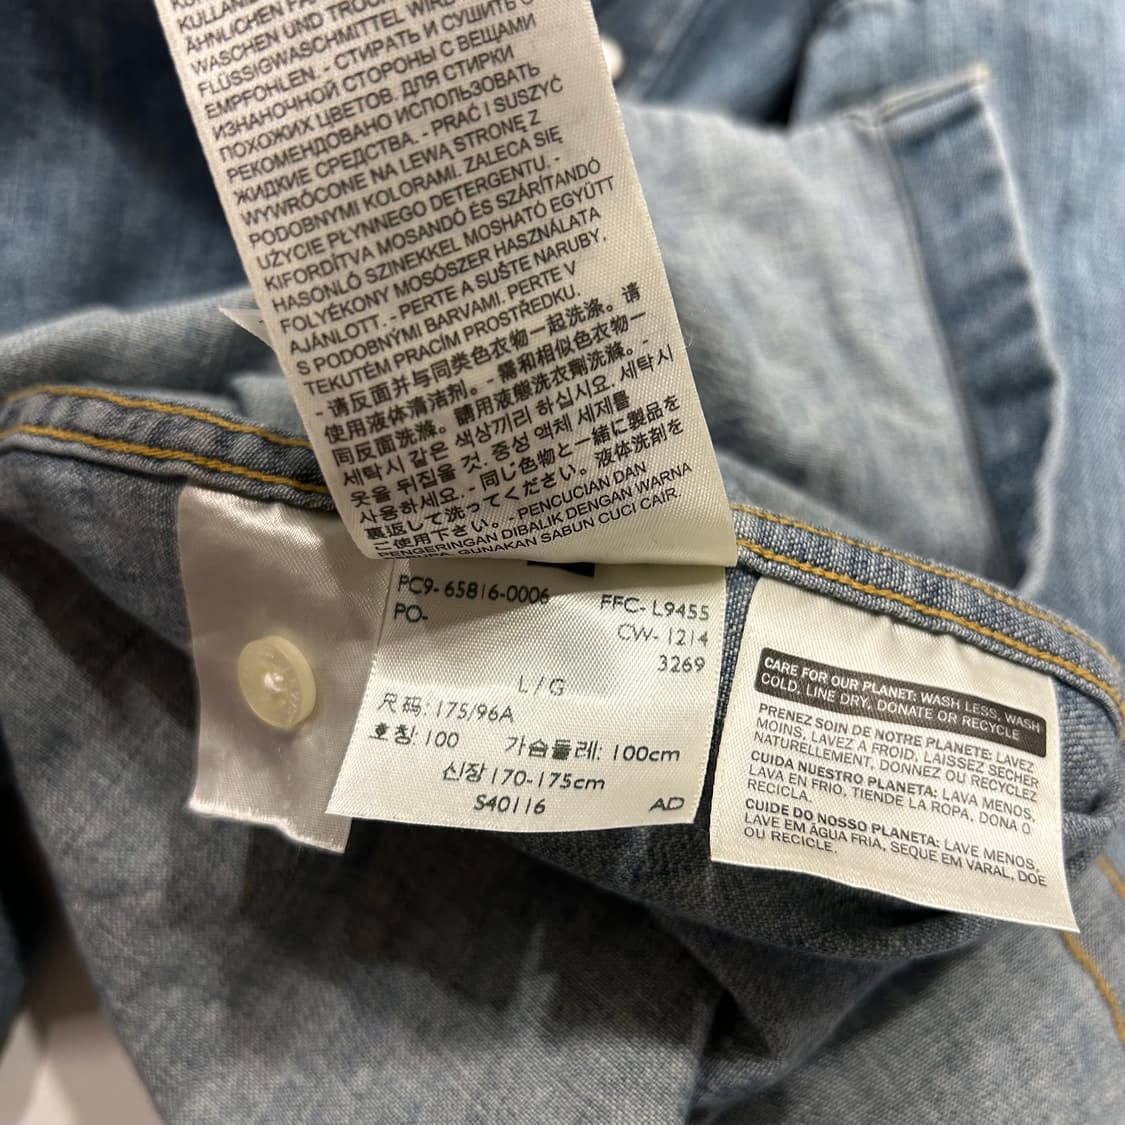 KULLANI
ÄHNLICHEN FA
WASCHEN UND TROC
FLÜSSIGWASCHMITTEL WIRD
EMPFOHLEN. - СТИРАТЬ И СУШИТЬ С
ИЗНАНОЧНОЙ СТОРОНЫ С ВЕЩАМИ
ПОХОЖИХ ЦВЕТОВ. ДЛЯ СТИРКИ
РЕКОМЕНДОВАНО ИСПОЛЬЗОВАТЬ
ЖИДКИЕ СРЕДСТВА. - PRAĆ I SUSZYĆ
WYWRÓCONE NA LEWA STRONĘ Z
PODOBNYMI KOLORAMI. ZALECA SIĘ
UŻYCIE PŁYNNEGO DETERGENTU. -
KIFORDÍTVA MOSANDÓ ÉS SZÁRÍTANDÓ
HASONLÓ SZINEKKEL MOSHATÓ EGYÜTT
FOLYÉKONY MOSÓSZER HASZNÁLATA
AJÁNLOTT. - PERTE A SUŠTE NARUBY.
S PODOBNÝMI BARVAMI. PERTE V
TEKUTÉM PRACÍM PROSTŘEDKU.
- 请反面并与同类色衣物一起洗涤。请
使用液体清洁剂。- 需和相似色衣物一
同反面洗滌。請用液態洗衣劑洗滌。-
세탁시 같은 색상끼리 하십시요. 세탁시
옷을 뒤집을 것. 중성 액체 세제를
사용하세요. - 同じ色物と一緒に製品を
裏返して洗ってください。液体洗剤を
ご使用下さい。- PENCUCIAN DAN
PENGERINGAN DIBALIK DENGAN WARNA
GUNAKAN SABUN CUCI CAIR.
PC9-65816-0006 FFC-L9455
PO- CW-1214
3269
L/G
尺码:175/96A
호칭:100 가슴둘레:100cm
신장170-175cm
S40116 AD
CARE FOR OUR PLANET: WASH LESS, WASH
COLD, LINE DRY, DONATE OR RECYCLE
PRENEZ SOIN DE NOTRE PLANETE: LAVEZ
MOINS, LAVEZ A FROID, LAISSEZ SECHER
NATURELLEMENT, DONNEZ OU RECYCLEZ
CUIDA NUESTRO PLANETA: LAVA MENOS,
LAVA EN FRIO, TIENDE LA ROPA, DONA O
RECICLA.
CUIDE DO NOSSO PLANETA: LAVE MENOS,
LAVE EM ÁGUA FRIA, SEQUE EM VARAL, DOE
OU RECICLE.